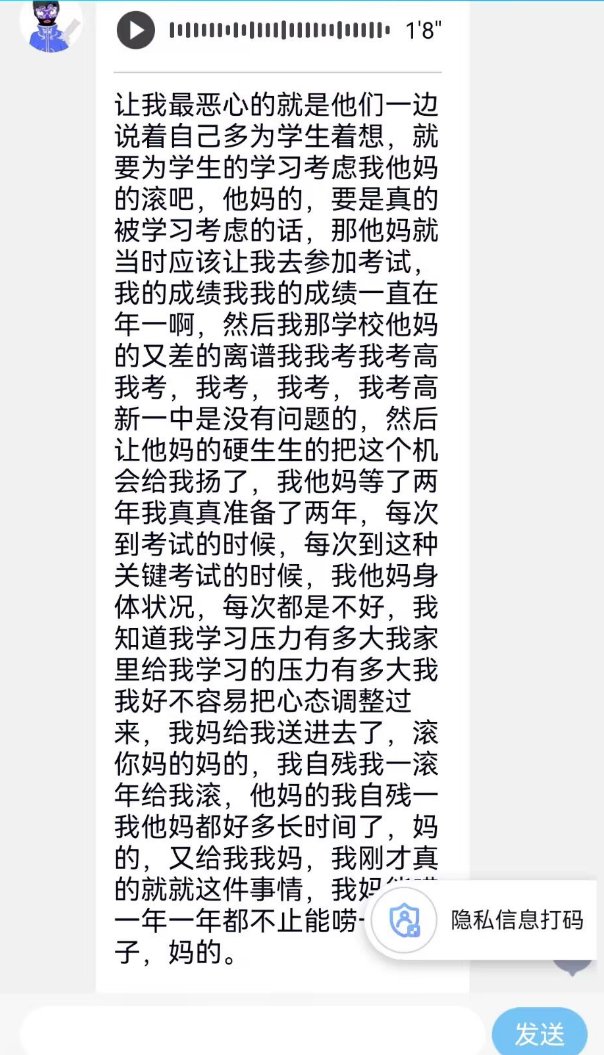 1'8"
让我最恶心的就是他们一边
说着自己多为学生着想，就
要为学生的学习考虑我他妈
的滚吧，他妈的，要是真的
被学习考虑的话，那他妈就
当时应该让我去参加考试，
我的成绩我我的成绩一直在
年一啊，然后我那学校他妈
的又差的离谱我我考我考高
我考，我考，我考，我考高
新一中是没有问题的，然后
让他妈的硬生生的把这个机
会给我扬了，我他妈等了两
年我真真准备了两年，每次
到考试的时候，每次到这种
关键考试的时候，我他妈身
体状况，每次都是不好，我
知道我学习压力有多大我家
里给我学习的压力有多大我
我好不容易把心态调整过
来，我妈给我送进去了，滚
你妈的妈的，我自残我一滚
年给我滚，他妈的我自残一
我他妈都好多长时间了，妈
的，又给我我妈，我刚才真
的就就这件事情，我妈
一年一年都不止能唠
子，妈的。
隐私信息打码
发送